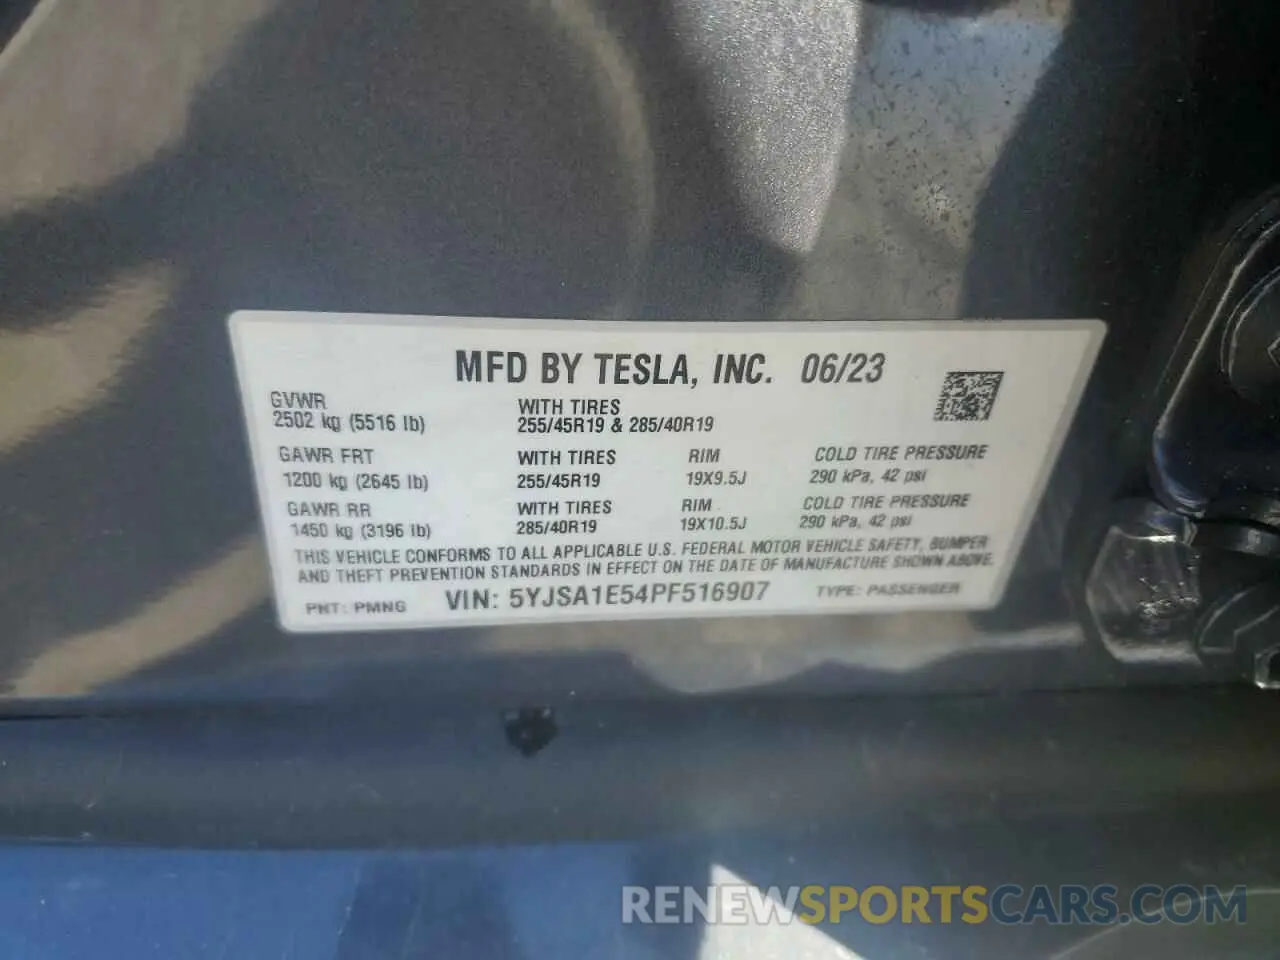 MFD BY TESLA, INC. 06/23
GVWR
2502 kg (5516 lb)
WITH TIRES
255/45R19 & 285/40R19
GAWR FRT
1200 kg (2645 lb)
WITH TIRES
255/45R19
RIM
19X9.5J
COLD TIRE PRESSURE
290 kPa, 42 psi
GAWR RR
1450 kg (3196 lb)
WITH TIRES
285/40R19
RIM
19X10.5J
COLD TIRE PRESSURE
290 kPa, 42 psi
THIS VEHICLE CONFORMS TO ALL APPLICABLE U.S. FEDERAL MOTOR VEHICLE SAFETY, BUMPER
AND THEFT PREVENTION STANDARDS IN EFFECT ON THE DATE OF MANUFACTURE SHOWN ABOVE.
PNT: PMNG VIN: 5YJSA1E54PF516907 TYPE: PASSENGER
RENEWSPORTSCARS.COM